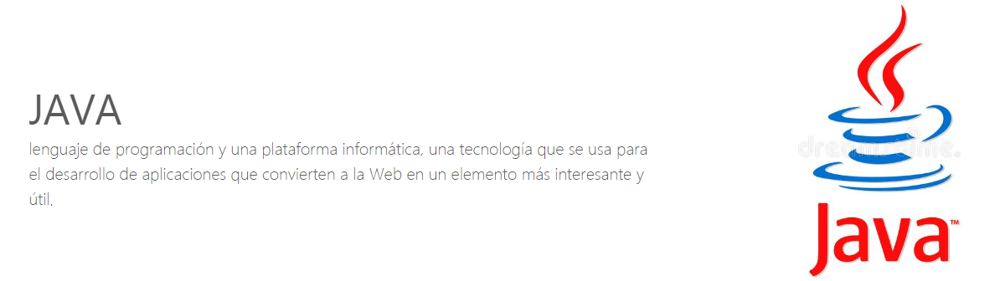 JAVA
lenguaje de programación y una plataforma informática, una tecnología que se usa para
el desarrollo de aplicaciones que convierten a la Web en un elemento más interesante y
útil.
dreamstime.
Java™